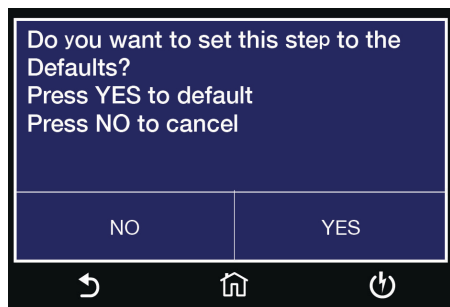 Do you want to set this step to the
Defaults?
Press YES to default
Press NO to cancel
NO
YES